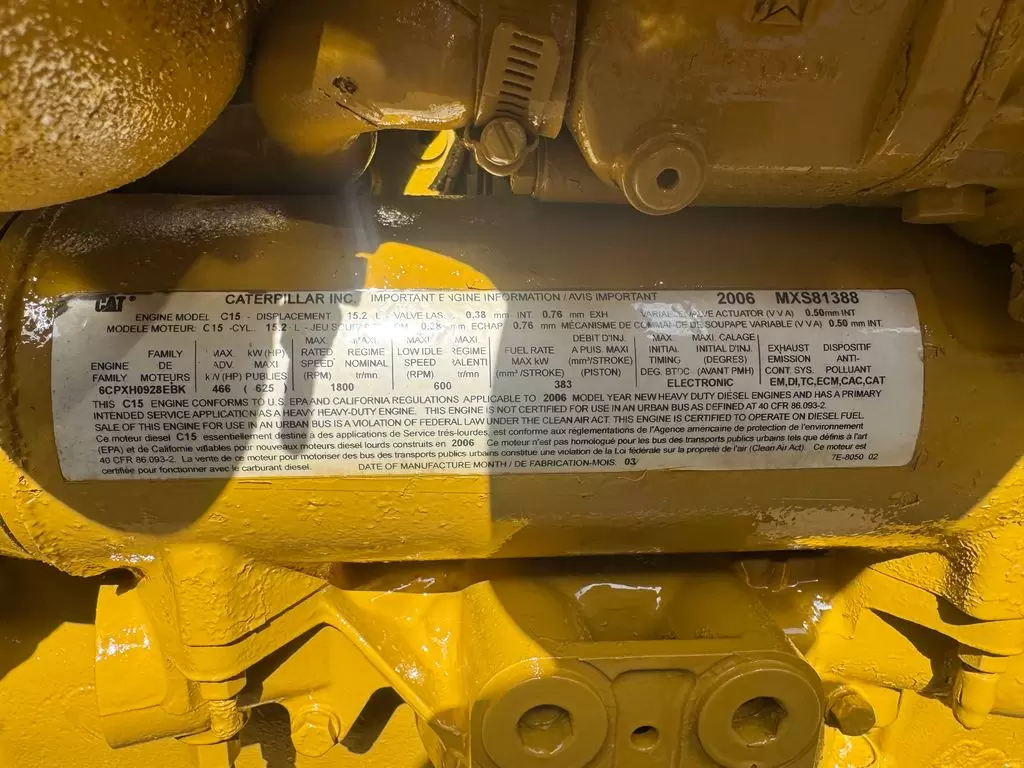 CAT® CATERPILLAR INC. IMPORTANT ENGINE INFORMATION / AVIS IMPORTANT 2006 MXS81388
ENGINE MODEL C15 - DISPLACEMENT 15.2 L - VALVE LAS 0.38 mm INT 0.76 m EXH VARIABLE VALVE ACTUATOR (V V A) 0.50mm INT
MODELE MOTEUR: C15 -CYL. 15.2 L - JEU SOUPAPE 0.38 mm ECHAP 0.76 mm MÉCANISME DE COMMANDE DE SOUPAPE VARIABLE (V V A) 0.50 mm INT
ENGINE FAMILY DE FAMILY MOTEURS
6CPXH0928EBK
MAX kW (HP) ADV. MAXI kW (HP) PUBLIÉS
466 ( 625 )
MAX RATED SPEED (RPM) MAXI REGIME NOMINAL tr/mn
1800
MAX LOW IDLE SPEED (RPM) MAXI REGIME RALENTI tr/mn
600
FUEL RATE MAX kW (mm³/STROKE) DEBIT D'INJ. A PUIS. MAXI (mm³/STROKE) (PISTON)
383
MAX. INITIAL TIMING DEG. BTDC MAXI. CALAGE INITIAL D'INJ. (DEGRES) (AVANT PMH)
ELECTRONIC
EXHAUST EMISSION CONT. SYS. DISPOSITIF ANTI- POLLUANT
EM,DI,TC,ECM,CAC,CAT
THIS C15 ENGINE CONFORMS TO U.S. EPA AND CALIFORNIA REGULATIONS APPLICABLE TO 2006 MODEL YEAR NEW HEAVY DUTY DIESEL ENGINES AND HAS A PRIMARY
INTENDED SERVICE APPLICATION AS A HEAVY HEAVY-DUTY ENGINE. THIS ENGINE IS NOT CERTIFIED FOR USE IN AN URBAN BUS AS DEFINED AT 40 CFR 86.093-2.
SALE OF THIS ENGINE FOR USE IN AN URBAN BUS IS A VIOLATION OF FEDERAL LAW UNDER THE CLEAN AIR ACT. THIS ENGINE IS CERTIFIED TO OPERATE ON DIESEL FUEL.
Ce moteur diesel C15 essentiellement destiné a des applications de Service trés-lourdes, est conforme aux réglementations de l'Agence américaine de protection de l'environnement
(EPA) et de Californie vaIlables pour nouveaux moteurs diesel lourds construits en 2006 Ce moteur n'est pas homologué pour les bus des transports publics urbains tels que définis à l'art
40 CFR 86.093-2. La vente de ce moteur pour motoriser des bus des transports publics urbains constitue une violation de la Loi fédérale sur la propreté de l'air (Clean Air Act). Ce moteur est
certifiée pour fonctionner avec le carburant diesel.
DATE OF MANUFACTURE MONTH / DE FABRICATION-MOIS. 03/
7E-8050 02